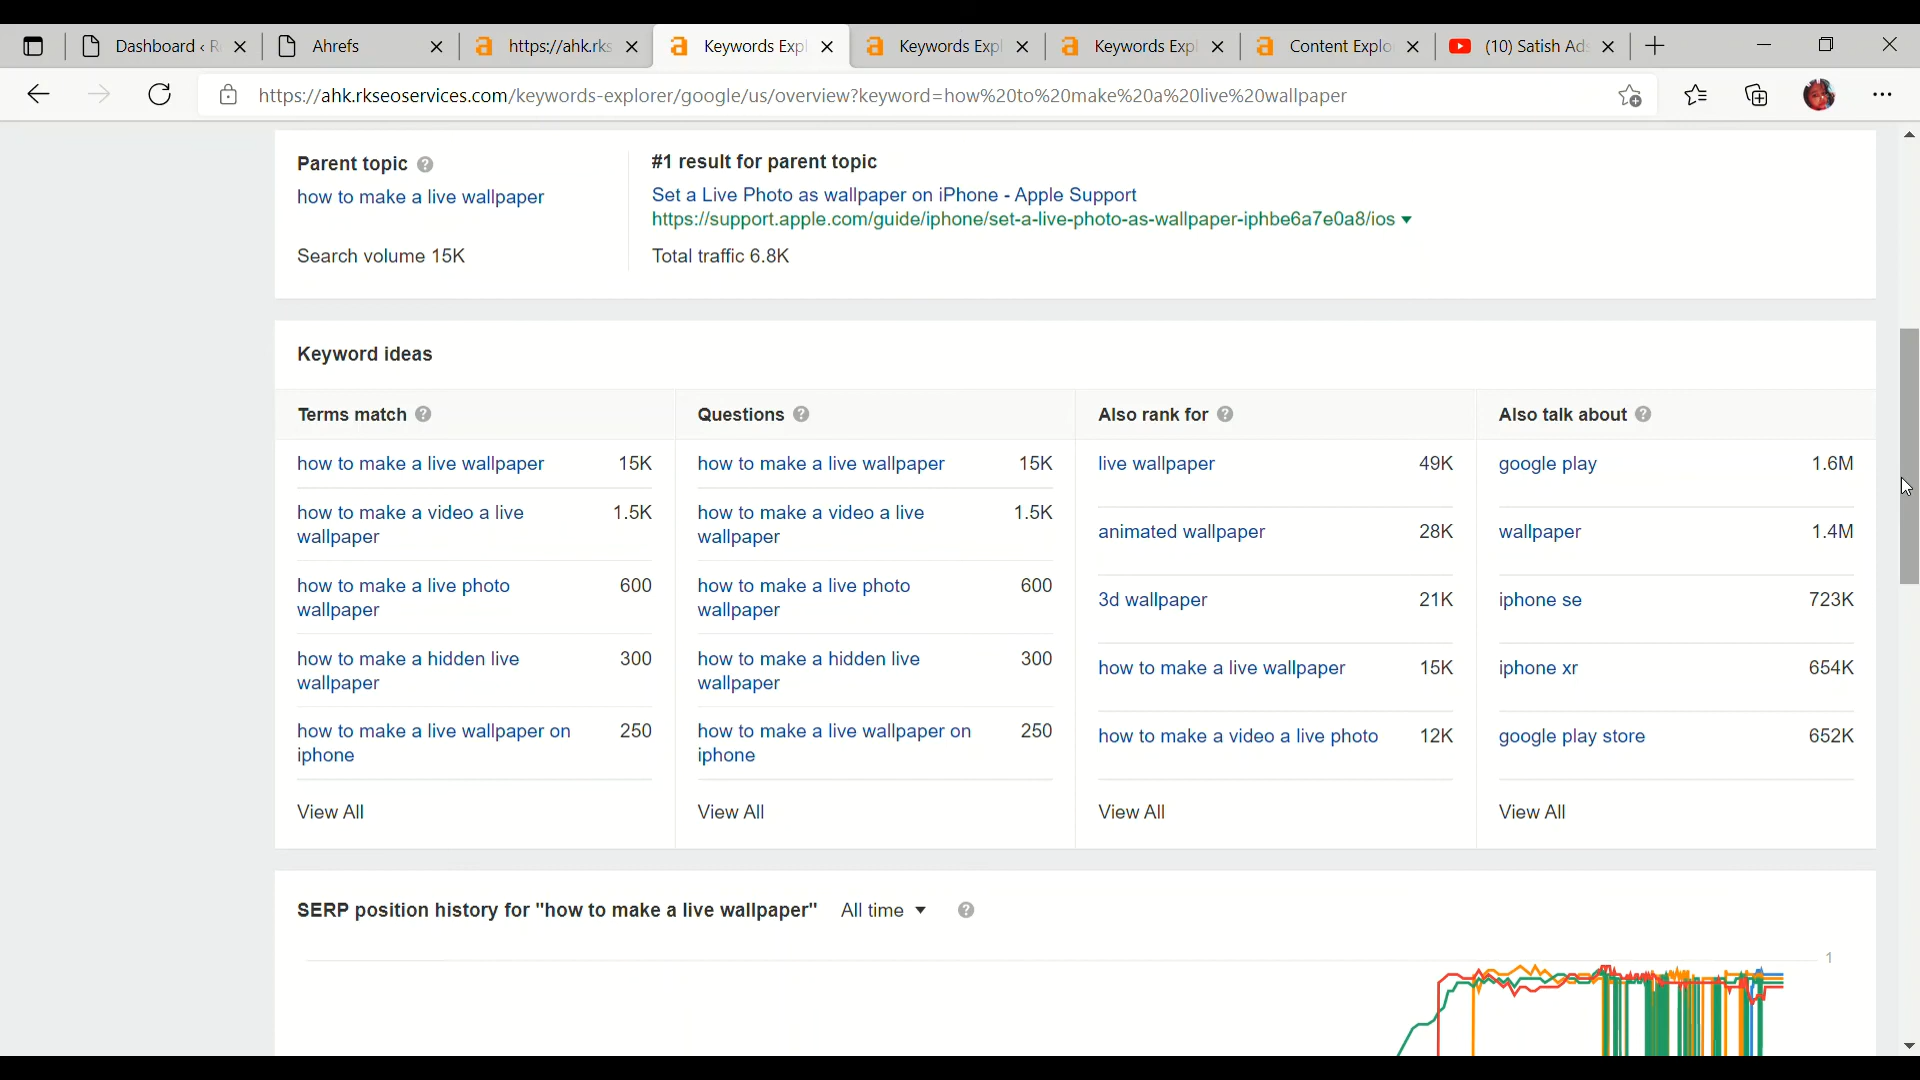 Dashboard ‹ R
Ahrefs
https://ahk.rks
Keywords Expl
Keywords Expl
Keywords Expl
Content Explo
(10) Satish Ads
https://ahk.rkseoservices.com/keywords-explorer/google/us/overview?keyword=how%20to%20make%20a%20live%20wallpaper
Parent topic ?
how to make a live wallpaper
Search volume 15K
#1 result for parent topic
Set a Live Photo as wallpaper on iPhone - Apple Support
https://support.apple.com/guide/iphone/set-a-live-photo-as-wallpaper-iphbe6a7e0a8/ios
Total traffic 6.8K
Keyword ideas
Terms match ?
how to make a live wallpaper 15K
how to make a video a live 1.5K
wallpaper
how to make a live photo 600
wallpaper
how to make a hidden live 300
wallpaper
how to make a live wallpaper on 250
iphone
View All
Questions ?
how to make a live wallpaper 15K
how to make a video a live 1.5K
wallpaper
how to make a live photo 600
wallpaper
how to make a hidden live 300
wallpaper
how to make a live wallpaper on 250
iphone
View All
Also rank for ?
live wallpaper 49K
animated wallpaper 28K
3d wallpaper 21K
how to make a live wallpaper 15K
how to make a video a live photo 12K
View All
Also talk about ?
google play 1.6M
wallpaper 1.4M
iphone se 723K
iphone xr 654K
google play store 652K
View All
SERP position history for "how to make a live wallpaper" All time ?
1